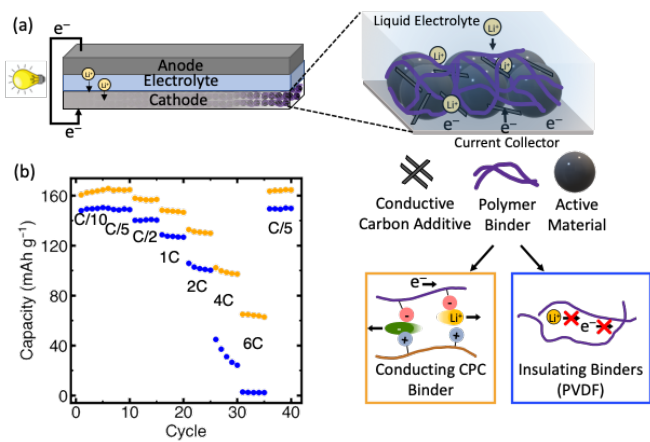 (a)
e⁻
Li⁺
Li⁺
Anode
Electrolyte
Cathode
e⁻
Liquid Electrolyte
Li⁺
Li⁺
Li⁺
Li⁺
e⁻
e⁻
e⁻
Current Collector
Conductive
Carbon Additive
Polymer
Binder
Active
Material
(b)
Capacity (mAh g⁻¹)
160
120
80
40
0
C/10
C/5
C/2
1C
2C
4C
6C
C/5
0
10
20
30
40
Cycle
e⁻
-
-
Li⁺
-
+
+
Conducting CPC
Binder
Li⁺
e⁻
Insulating Binders
(PVDF)